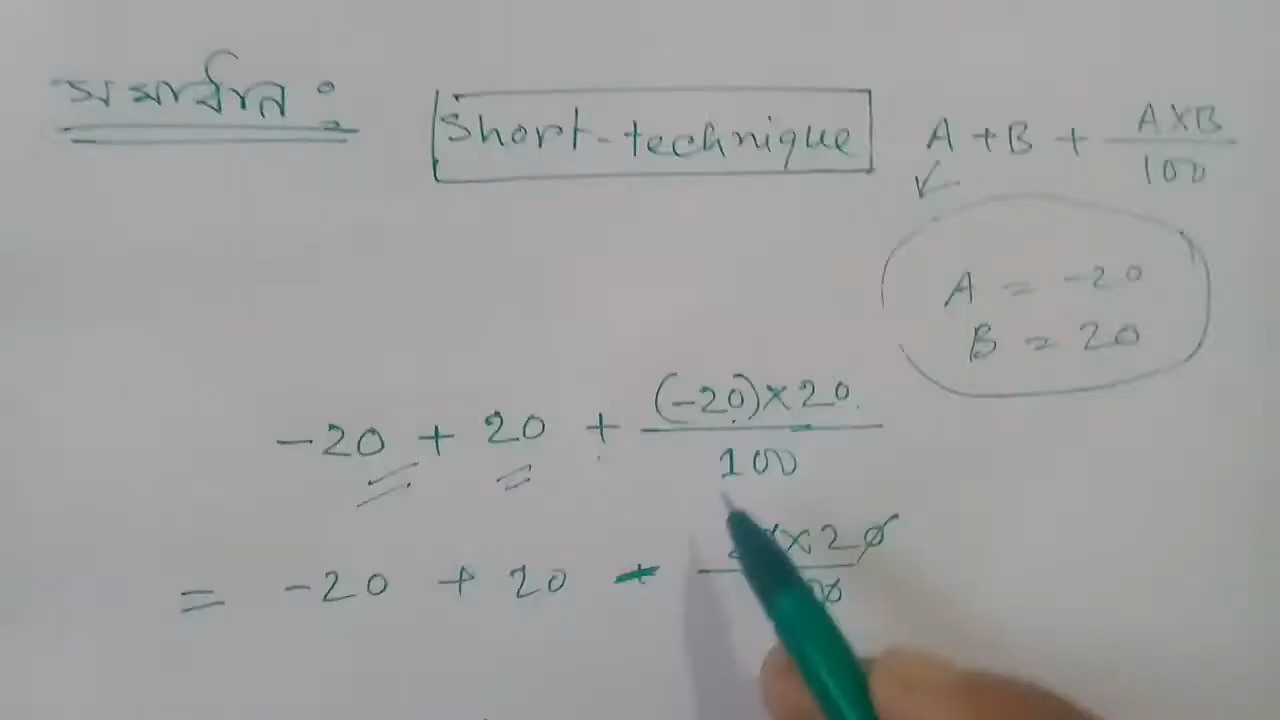 সমাধান :
Short-technique
A + B + A×B/100
A = -20
B = 20
-20 + 20 + (-20)×20/100
= -20 + 20 -